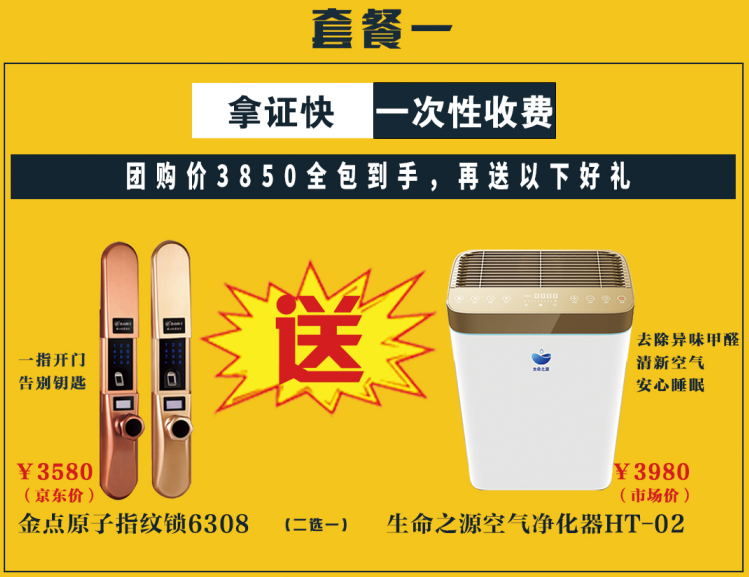 套餐一
拿证快 一次性收费
团购价3850全包到手，再送以下好礼
送
一指开门
告别钥匙
去除异味甲醛
清新空气
安心睡眠
生命之源
￥3580
（京东价）
￥3980
（市场价）
金点原子指纹锁6308 （二选一） 生命之源空气净化器HT-02